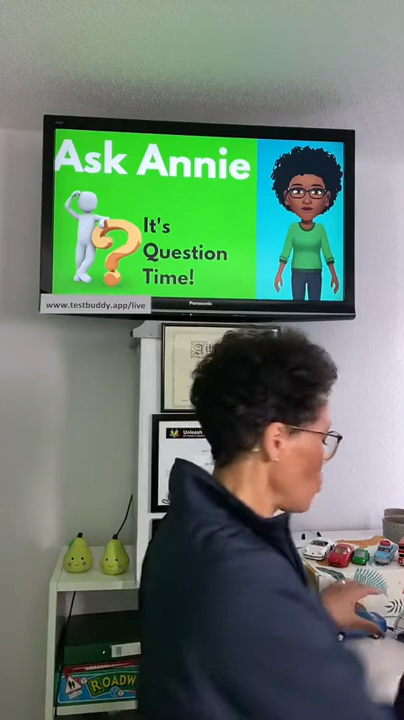 Ask Annie
It's
Question
Time!
www.testbuddy.app/live
Panasonic
Unleash
ROADW